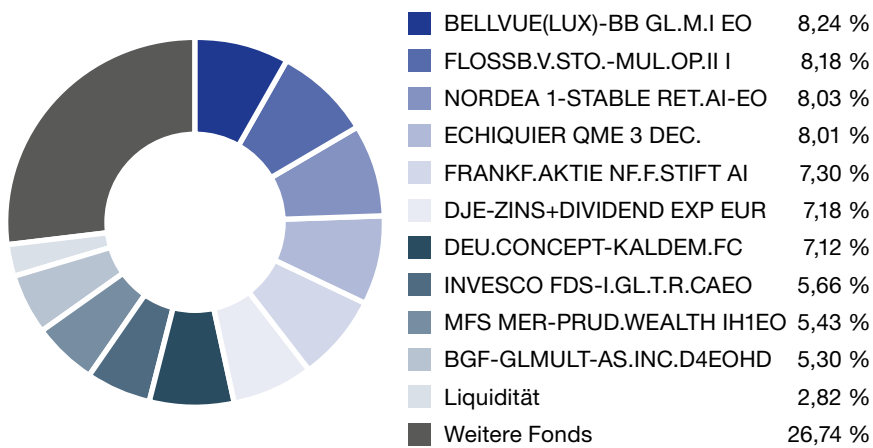 BELLVUE(LUX)-BB GL.M.I EO 8,24 %
FLOSSB.V.STO.-MUL.OP.II I 8,18 %
NORDEA 1-STABLE RET.AI-EO 8,03 %
ECHIQUIER QME 3 DEC. 8,01 %
FRANKF.AKTIE NF.F.STIFT AI 7,30 %
DJE-ZINS+DIVIDEND EXP EUR 7,18 %
DEU.CONCEPT-KALDEM.FC 7,12 %
INVESCO FDS-I.GL.T.R.CAEO 5,66 %
MFS MER-PRUD.WEALTH IH1EO 5,43 %
BGF-GLMULT-AS.INC.D4EOHD 5,30 %
Liquidität 2,82 %
Weitere Fonds 26,74 %